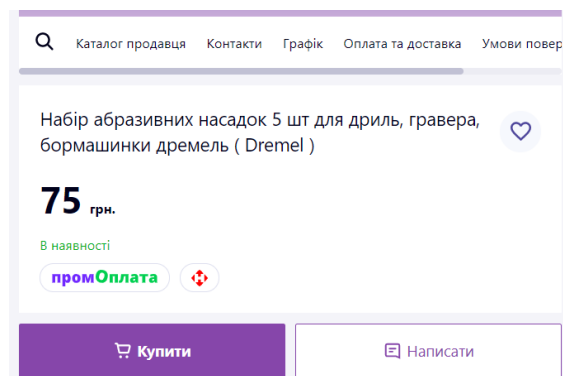 Каталог продавця Контакти Графік Оплата та доставка Умови повер
Набір абразивних насадок 5 шт для дриль, гравера,
бормашинки дремель ( Dremel )
75 грн.
В наявності
промОплата
Купити Написати